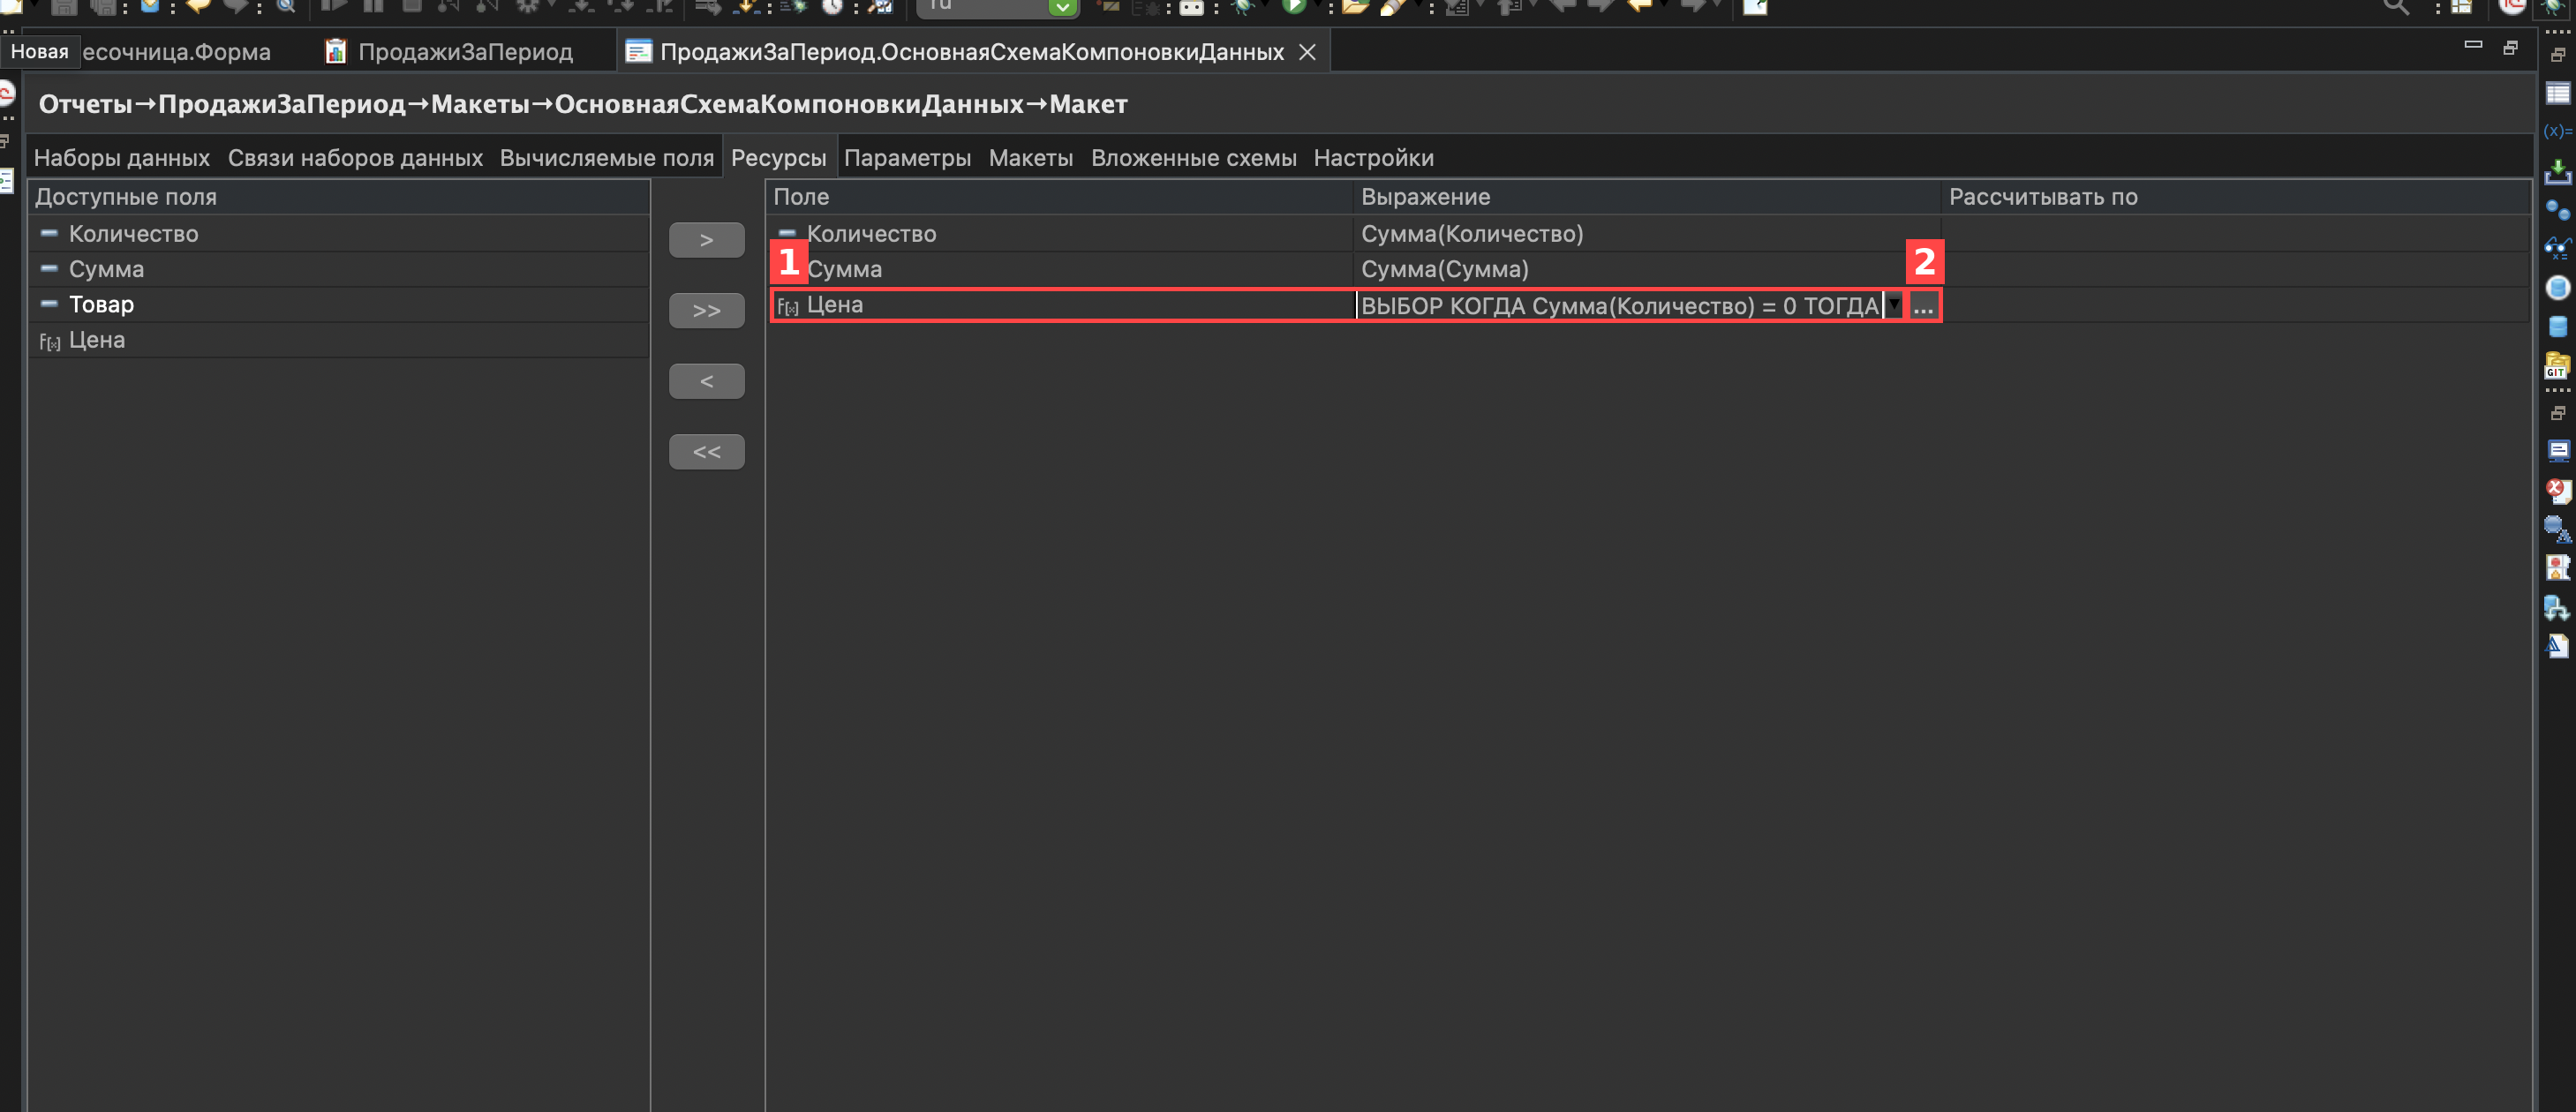 ru
Новая
есочница.Форма
ПродажиЗаПериод
ПродажиЗаПериод.ОсновнаяСхемаКомпоновкиДанных
Отчеты→ПродажиЗаПериод→Макеты→ОсновнаяСхемаКомпоновкиДанных→Макет
Наборы данных Связи наборов данных Вычисляемые поля Ресурсы Параметры Макеты Вложенные схемы Настройки
Доступные поля
Количество
Сумма
Товар
Цена
>
>>
<
<<
Поле Выражение Рассчитывать по
Количество Сумма(Количество)
1 Сумма Сумма(Сумма) 2
Цена ВЫБОР КОГДА Сумма(Количество) = 0 ТОГДА ...
(x)=
GIT